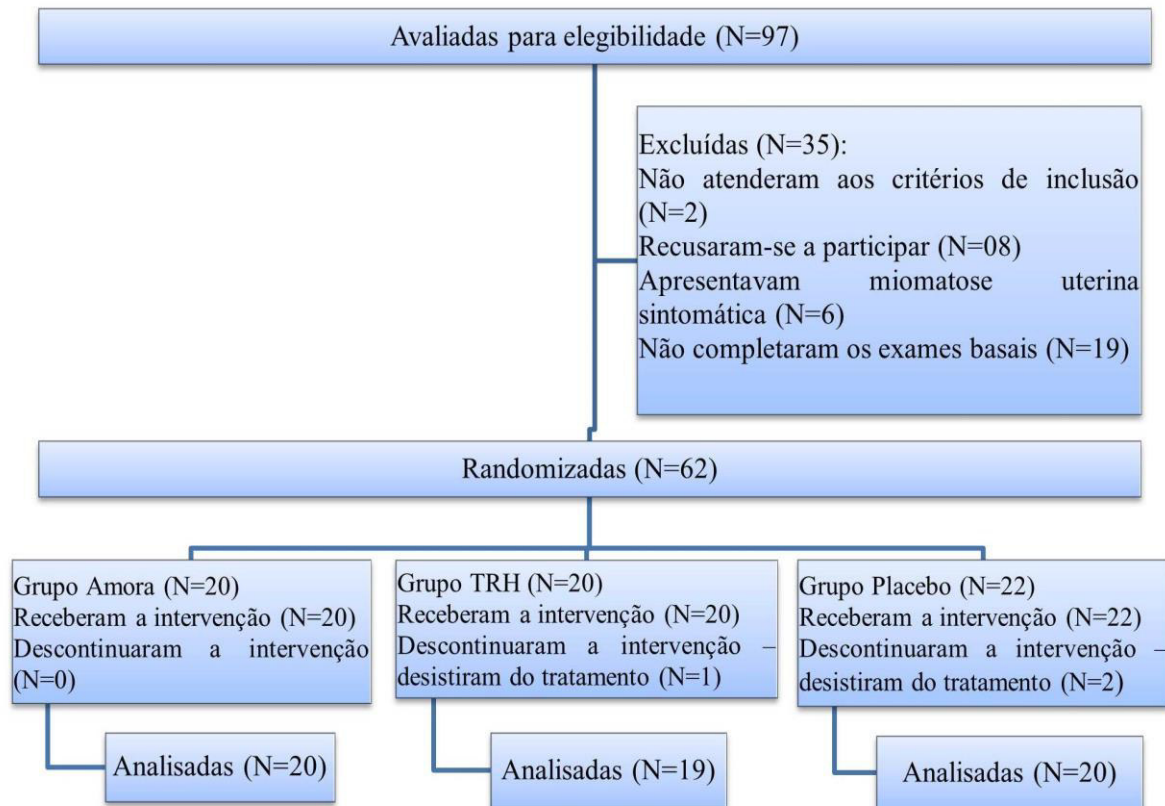 Avaliadas para elegibilidade (N=97)
Excluídas (N=35):
Não atenderam aos critérios de inclusão
(N=2)
Recusaram-se a participar (N=08)
Apresentavam miomatose uterina
sintomática (N=6)
Não completaram os exames basais (N=19)
Randomizadas (N=62)
Grupo Amora (N=20)
Receberam a intervenção (N=20)
Descontinuaram a intervenção
(N=0)
Grupo TRH (N=20)
Receberam a intervenção (N=20)
Descontinuaram a intervenção –
desistiram do tratamento (N=1)
Grupo Placebo (N=22)
Receberam a intervenção (N=22)
Descontinuaram a intervenção –
desistiram do tratamento (N=2)
Analisadas (N=20)
Analisadas (N=19)
Analisadas (N=20)